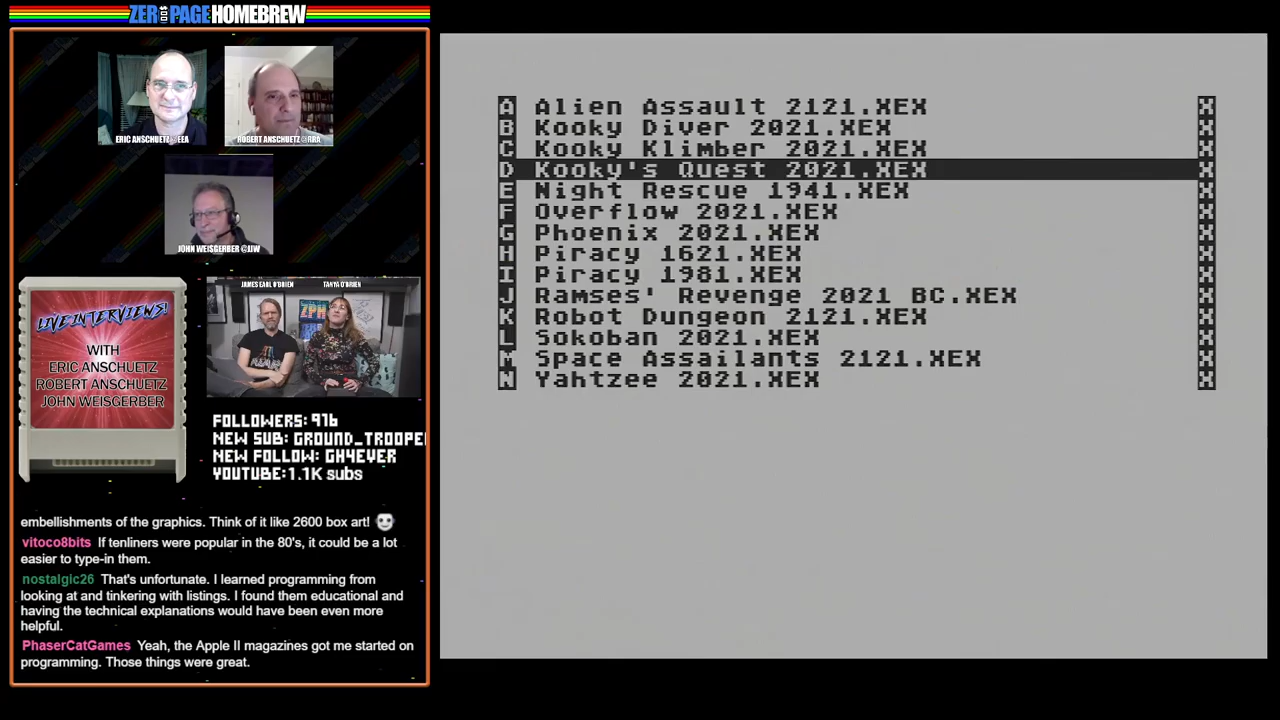 ZEROPAGE HOMEBREW
ERIC ANSCHUETZ @EEA
ROBERT ANSCHUETZ @RRA
JOHN WEISGERBER @JJW
LIVE INTERVIEWS!
WITH
ERIC ANSCHUETZ
ROBERT ANSCHUETZ
JOHN WEISGERBER
JAMES EARL O'BRIEN
TANYA O'BRIEN
FOLLOWERS: 916
NEW SUB: GROUND_TROOPER
NEW FOLLOW: GH4EVER
YOUTUBE: 1.1K subs
embellishments of the graphics. Think of it like 2600 box art!
vitoco8bits If tenliners were popular in the 80's, it could be a lot
easier to type-in them.
nostalgic26 That's unfortunate. I learned programming from
looking at and tinkering with listings. I found them educational and
having the technical explanations would have been even more
helpful.
PhaserCatGames Yeah, the Apple II magazines got me started on
programming. Those things were great.
A Alien Assault 2121.XEX X
B Kooky Diver 2021.XEX X
C Kooky Klimber 2021.XEX X
D Kooky's Quest 2021.XEX X
E Night Rescue 1941.XEX X
F Overflow 2021.XEX X
G Phoenix 2021.XEX X
H Piracy 1621.XEX X
I Piracy 1981.XEX X
J Ramses' Revenge 2021 BC.XEX X
K Robot Dungeon 2121.XEX X
L Sokoban 2021.XEX X
M Space Assailants 2121.XEX X
N Yahtzee 2021.XEX X